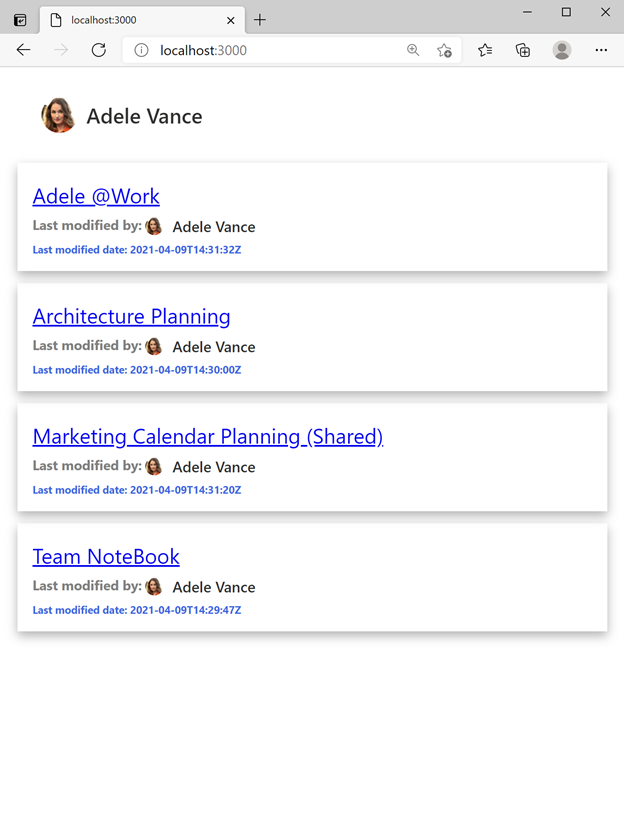 localhost:3000
localhost:3000
Adele Vance
Adele @Work
Last modified by: Adele Vance
Last modified date: 2021-04-09T14:31:32Z
Architecture Planning
Last modified by: Adele Vance
Last modified date: 2021-04-09T14:30:00Z
Marketing Calendar Planning (Shared)
Last modified by: Adele Vance
Last modified date: 2021-04-09T14:31:20Z
Team NoteBook
Last modified by: Adele Vance
Last modified date: 2021-04-09T14:29:47Z